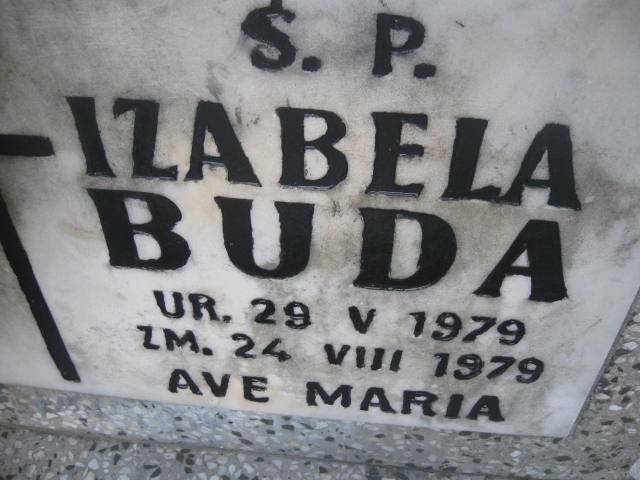 Ś. P.
IZABELA
BUDA
UR. 29 V 1979
ZM. 24 VIII 1979
AVE MARIA